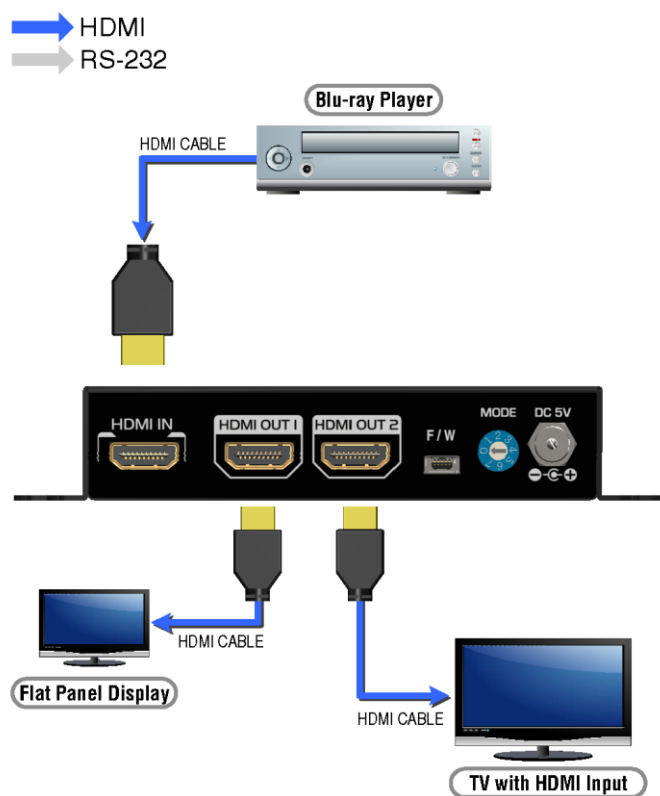 HDMI
RS-232
Blu-ray Player
HDMI CABLE
HDMI IN
HDMI OUT 1
HDMI OUT 2
F/W
MODE
DC 5V
HDMI CABLE
Flat Panel Display
HDMI CABLE
TV with HDMI Input